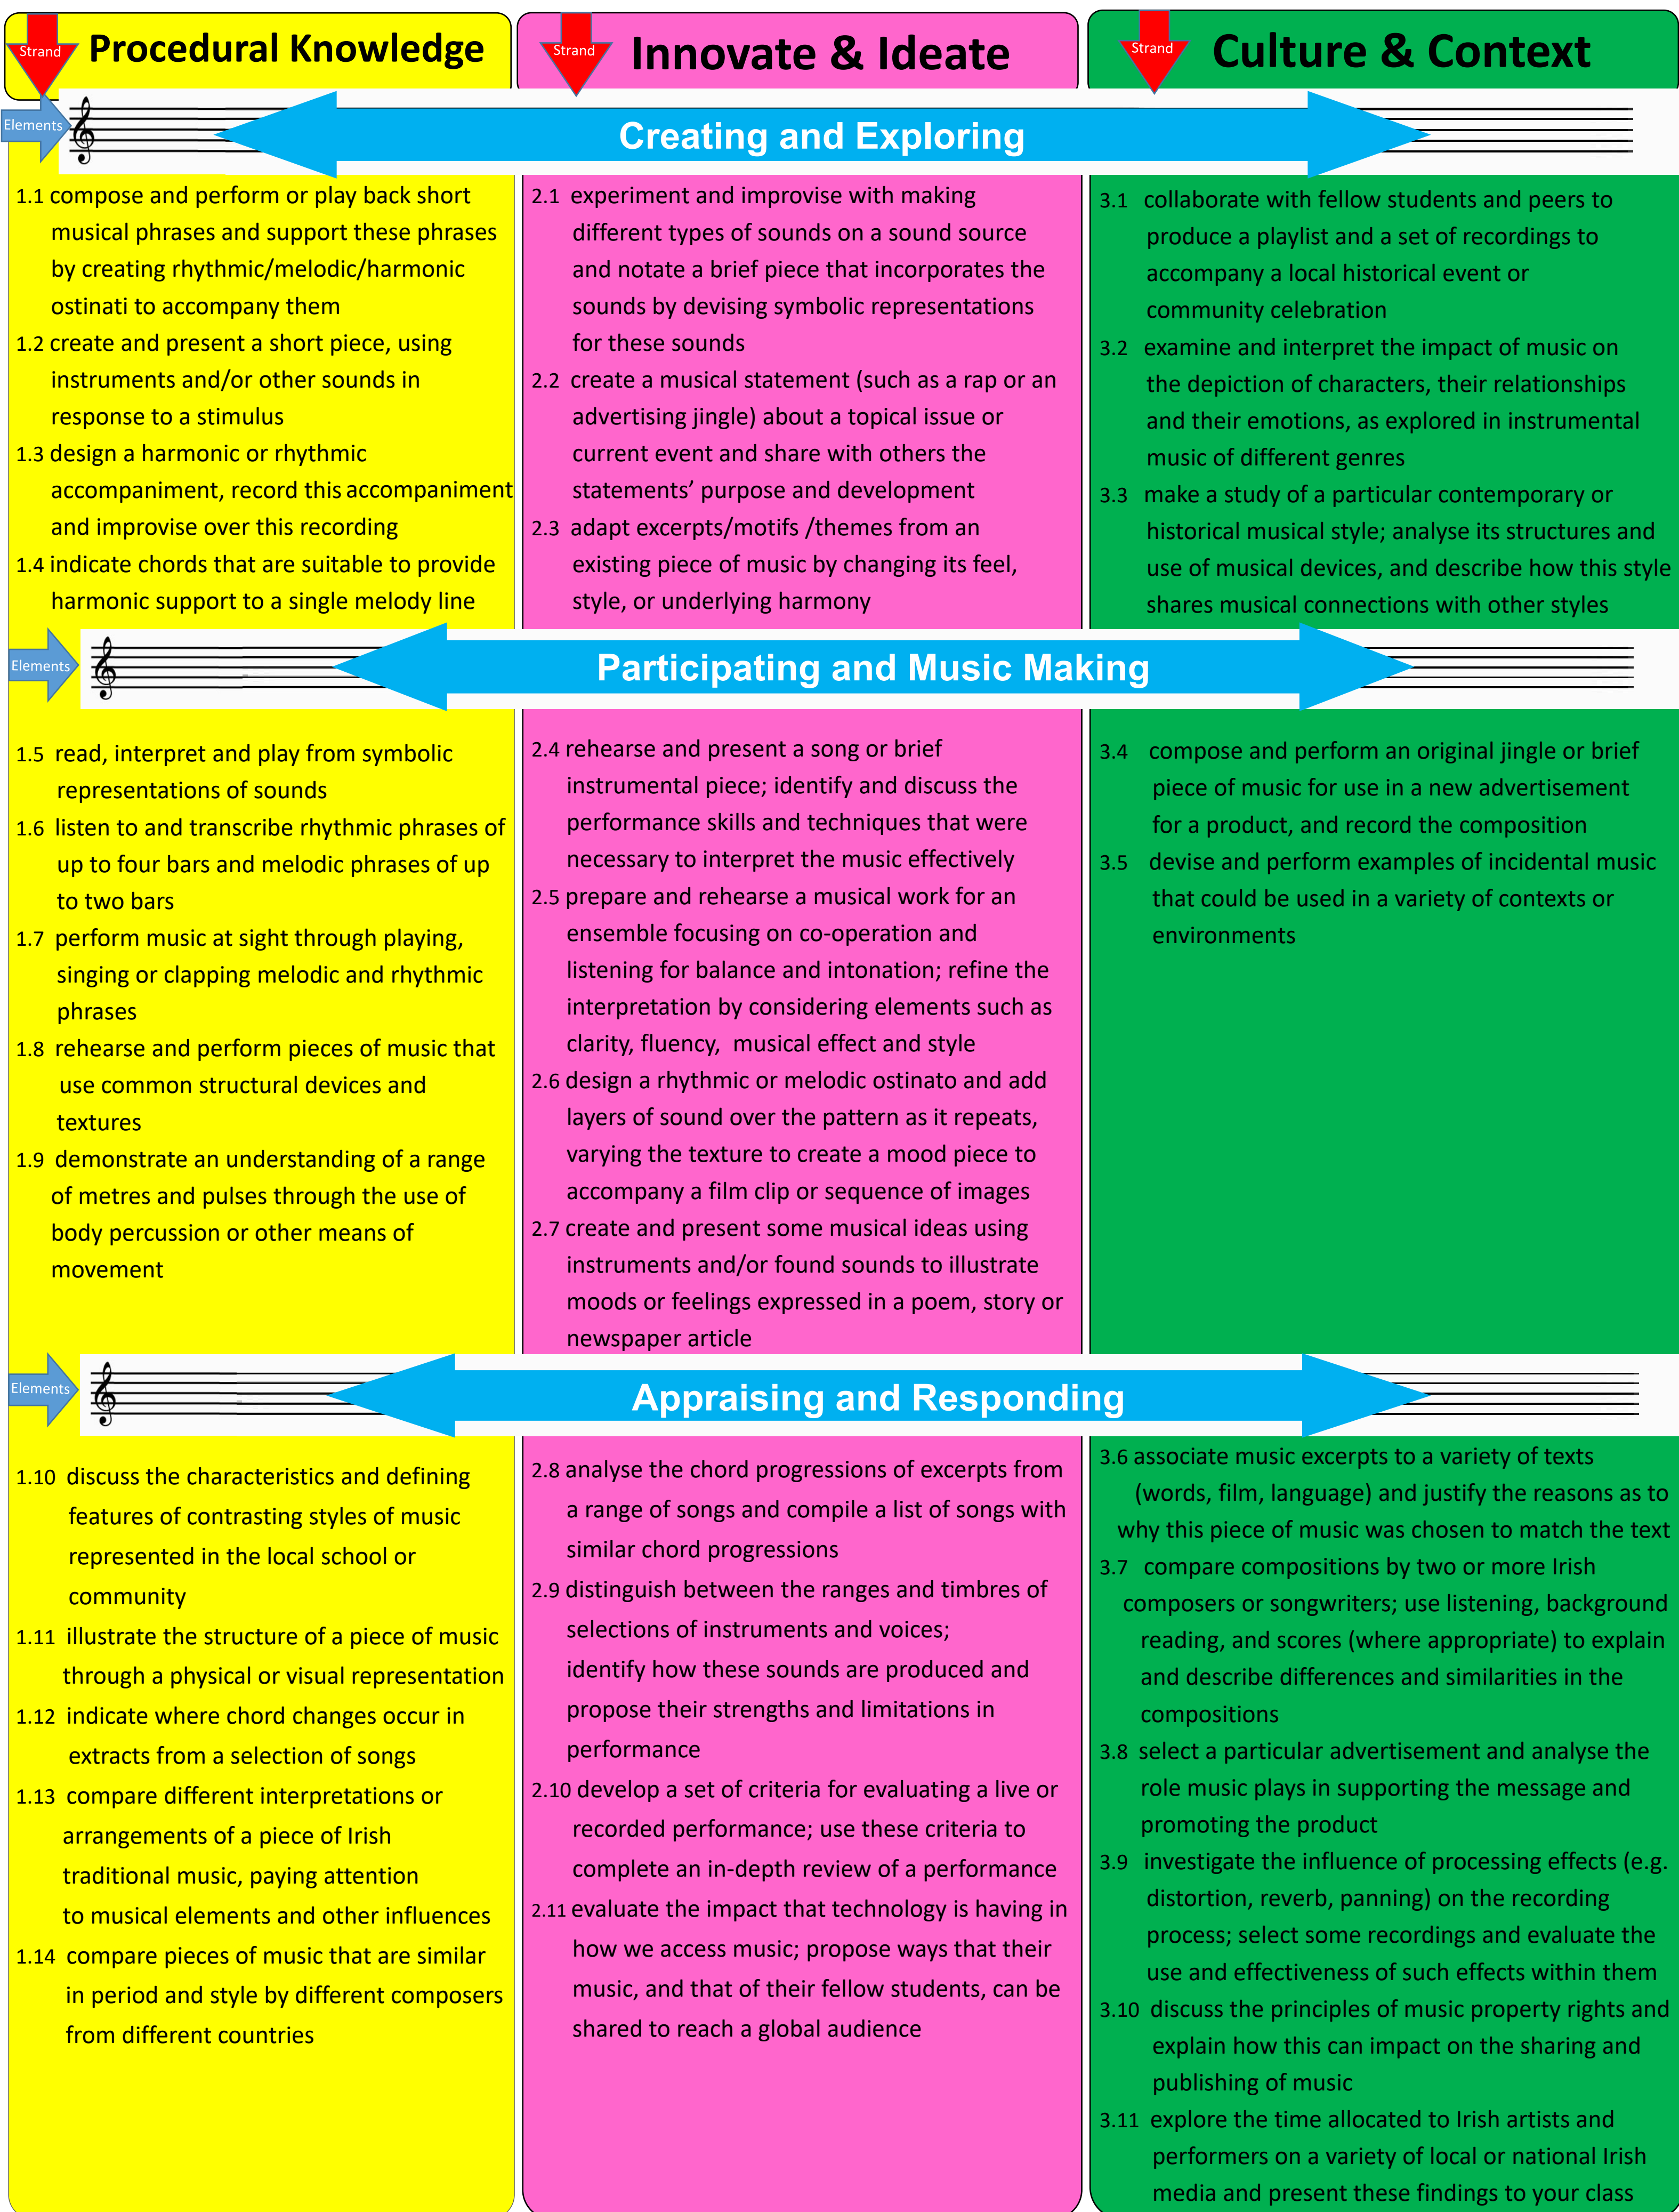 Strand
Procedural Knowledge
Strand
Innovate & Ideate
Strand
Culture & Context
Elements
Creating and Exploring
1.1 compose and perform or play back short
musical phrases and support these phrases
by creating rhythmic/melodic/harmonic
ostinati to accompany them
1.2 create and present a short piece, using
instruments and/or other sounds in
response to a stimulus
1.3 design a harmonic or rhythmic
accompaniment, record this accompaniment
and improvise over this recording
1.4 indicate chords that are suitable to provide
harmonic support to a single melody line
2.1 experiment and improvise with making
different types of sounds on a sound source
and notate a brief piece that incorporates the
sounds by devising symbolic representations
for these sounds
2.2 create a musical statement (such as a rap or an
advertising jingle) about a topical issue or
current event and share with others the
statements’ purpose and development
2.3 adapt excerpts/motifs /themes from an
existing piece of music by changing its feel,
style, or underlying harmony
3.1 collaborate with fellow students and peers to
produce a playlist and a set of recordings to
accompany a local historical event or
community celebration
3.2 examine and interpret the impact of music on
the depiction of characters, their relationships
and their emotions, as explored in instrumental
music of different genres
3.3 make a study of a particular contemporary or
historical musical style; analyse its structures and
use of musical devices, and describe how this style
shares musical connections with other styles
Elements
Participating and Music Making
1.5 read, interpret and play from symbolic
representations of sounds
1.6 listen to and transcribe rhythmic phrases of
up to four bars and melodic phrases of up
to two bars
1.7 perform music at sight through playing,
singing or clapping melodic and rhythmic
phrases
1.8 rehearse and perform pieces of music that
use common structural devices and
textures
1.9 demonstrate an understanding of a range
of metres and pulses through the use of
body percussion or other means of
movement
2.4 rehearse and present a song or brief
instrumental piece; identify and discuss the
performance skills and techniques that were
necessary to interpret the music effectively
2.5 prepare and rehearse a musical work for an
ensemble focusing on co-operation and
listening for balance and intonation; refine the
interpretation by considering elements such as
clarity, fluency, musical effect and style
2.6 design a rhythmic or melodic ostinato and add
layers of sound over the pattern as it repeats,
varying the texture to create a mood piece to
accompany a film clip or sequence of images
2.7 create and present some musical ideas using
instruments and/or found sounds to illustrate
moods or feelings expressed in a poem, story or
newspaper article
3.4 compose and perform an original jingle or brief
piece of music for use in a new advertisement
for a product, and record the composition
3.5 devise and perform examples of incidental music
that could be used in a variety of contexts or
environments
Elements
Appraising and Responding
1.10 discuss the characteristics and defining
features of contrasting styles of music
represented in the local school or
community
1.11 illustrate the structure of a piece of music
through a physical or visual representation
1.12 indicate where chord changes occur in
extracts from a selection of songs
1.13 compare different interpretations or
arrangements of a piece of Irish
traditional music, paying attention
to musical elements and other influences
1.14 compare pieces of music that are similar
in period and style by different composers
from different countries
2.8 analyse the chord progressions of excerpts from
a range of songs and compile a list of songs with
similar chord progressions
2.9 distinguish between the ranges and timbres of
selections of instruments and voices;
identify how these sounds are produced and
propose their strengths and limitations in
performance
2.10 develop a set of criteria for evaluating a live or
recorded performance; use these criteria to
complete an in-depth review of a performance
2.11 evaluate the impact that technology is having in
how we access music; propose ways that their
music, and that of their fellow students, can be
shared to reach a global audience
3.6 associate music excerpts to a variety of texts
(words, film, language) and justify the reasons as to
why this piece of music was chosen to match the text
3.7 compare compositions by two or more Irish
composers or songwriters; use listening, background
reading, and scores (where appropriate) to explain
and describe differences and similarities in the
compositions
3.8 select a particular advertisement and analyse the
role music plays in supporting the message and
promoting the product
3.9 investigate the influence of processing effects (e.g.
distortion, reverb, panning) on the recording
process; select some recordings and evaluate the
use and effectiveness of such effects within them
3.10 discuss the principles of music property rights and
explain how this can impact on the sharing and
publishing of music
3.11 explore the time allocated to Irish artists and
performers on a variety of local or national Irish
media and present these findings to your class